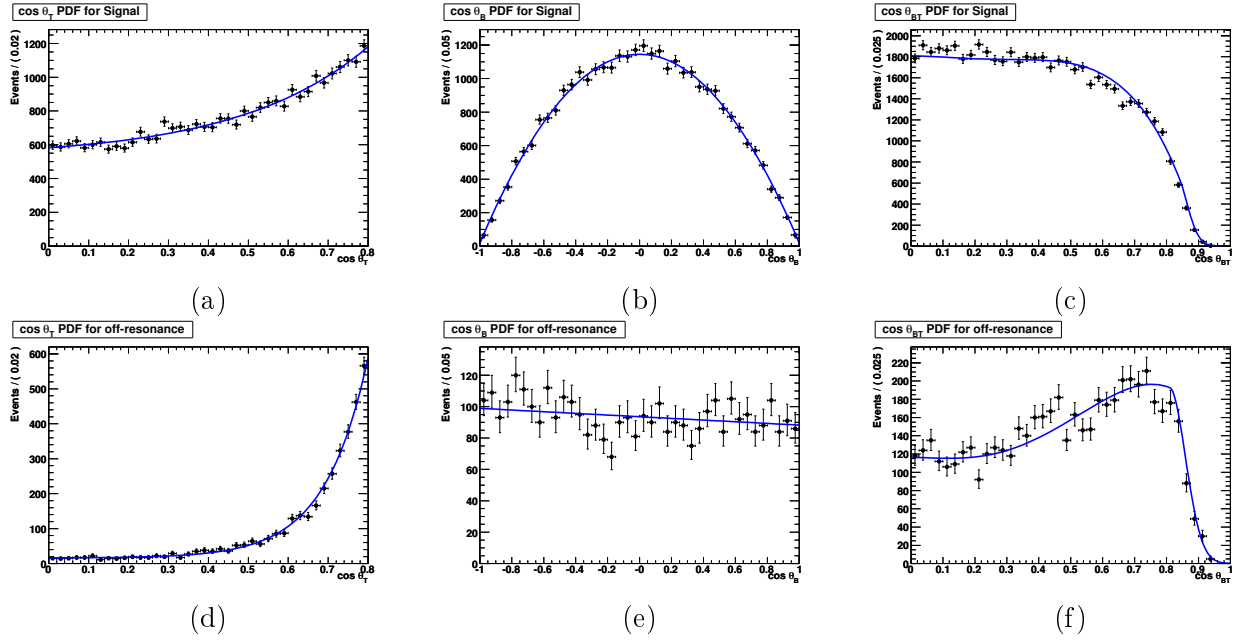 cos θT PDF for Signal
Events / ( 0.02 )
1200
1000
800
600
400
200
0
0 0.1 0.2 0.3 0.4 0.5 0.6 0.7 0.8
cos θT
(a)
cos θB PDF for Signal
Events / ( 0.05 )
1200
1000
800
600
400
200
0
-1 -0.8 -0.6 -0.4 -0.2 -0 0.2 0.4 0.6 0.8 1
cos θB
(b)
cos θBT PDF for Signal
Events / ( 0.025 )
2000
1800
1600
1400
1200
1000
800
600
400
200
0
0 0.1 0.2 0.3 0.4 0.5 0.6 0.7 0.8 0.9 1
cos θBT
(c)
cos θT PDF for off-resonance
Events / ( 0.02 )
600
500
400
300
200
100
0
0 0.1 0.2 0.3 0.4 0.5 0.6 0.7 0.8
cos θT
(d)
cos θB PDF for off-resonance
Events / ( 0.05 )
120
100
80
60
40
20
0
-1 -0.8 -0.6 -0.4 -0.2 -0 0.2 0.4 0.6 0.8 1
cos θB
(e)
cos θBT PDF for off-resonance
Events / ( 0.025 )
220
200
180
160
140
120
100
80
60
40
20
0
0 0.1 0.2 0.3 0.4 0.5 0.6 0.7 0.8 0.9 1
cos θBT
(f)